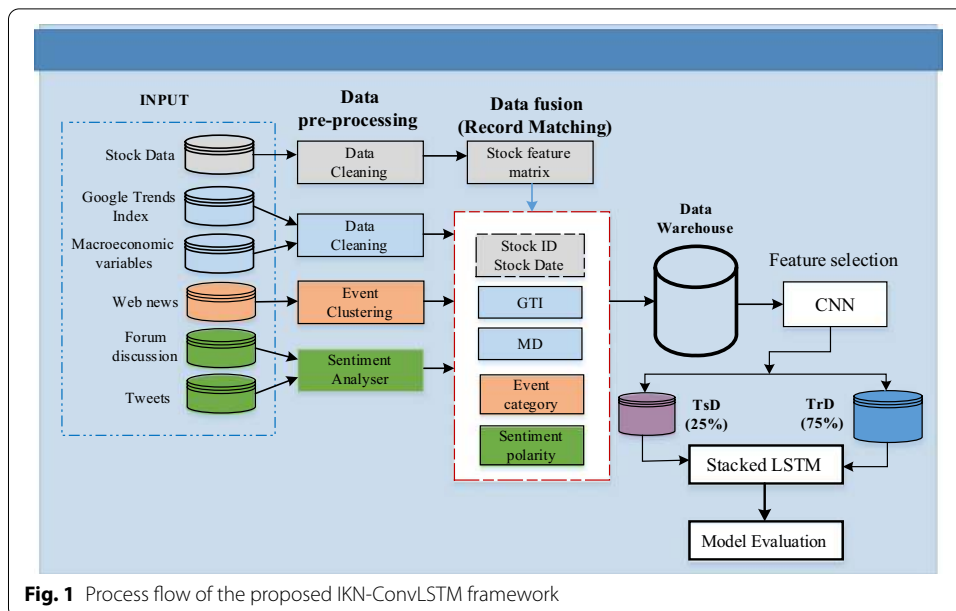 INPUT
Data
pre-processing
Data fusion
(Record Matching)
Stock Data
Data
Cleaning
Stock feature
matrix
Google Trends
Index
Macroeconomic
variables
Data
Cleaning
Web news
Event
Clustering
Forum
discussion
Tweets
Sentiment
Analyser
Stock ID
Stock Date
GTI
MD
Event
category
Sentiment
polarity
Data
Warehouse
Feature selection
CNN
TsD
(25%)
TrD
(75%)
Stacked LSTM
Model Evaluation
Fig. 1 Process flow of the proposed IKN-ConvLSTM framework